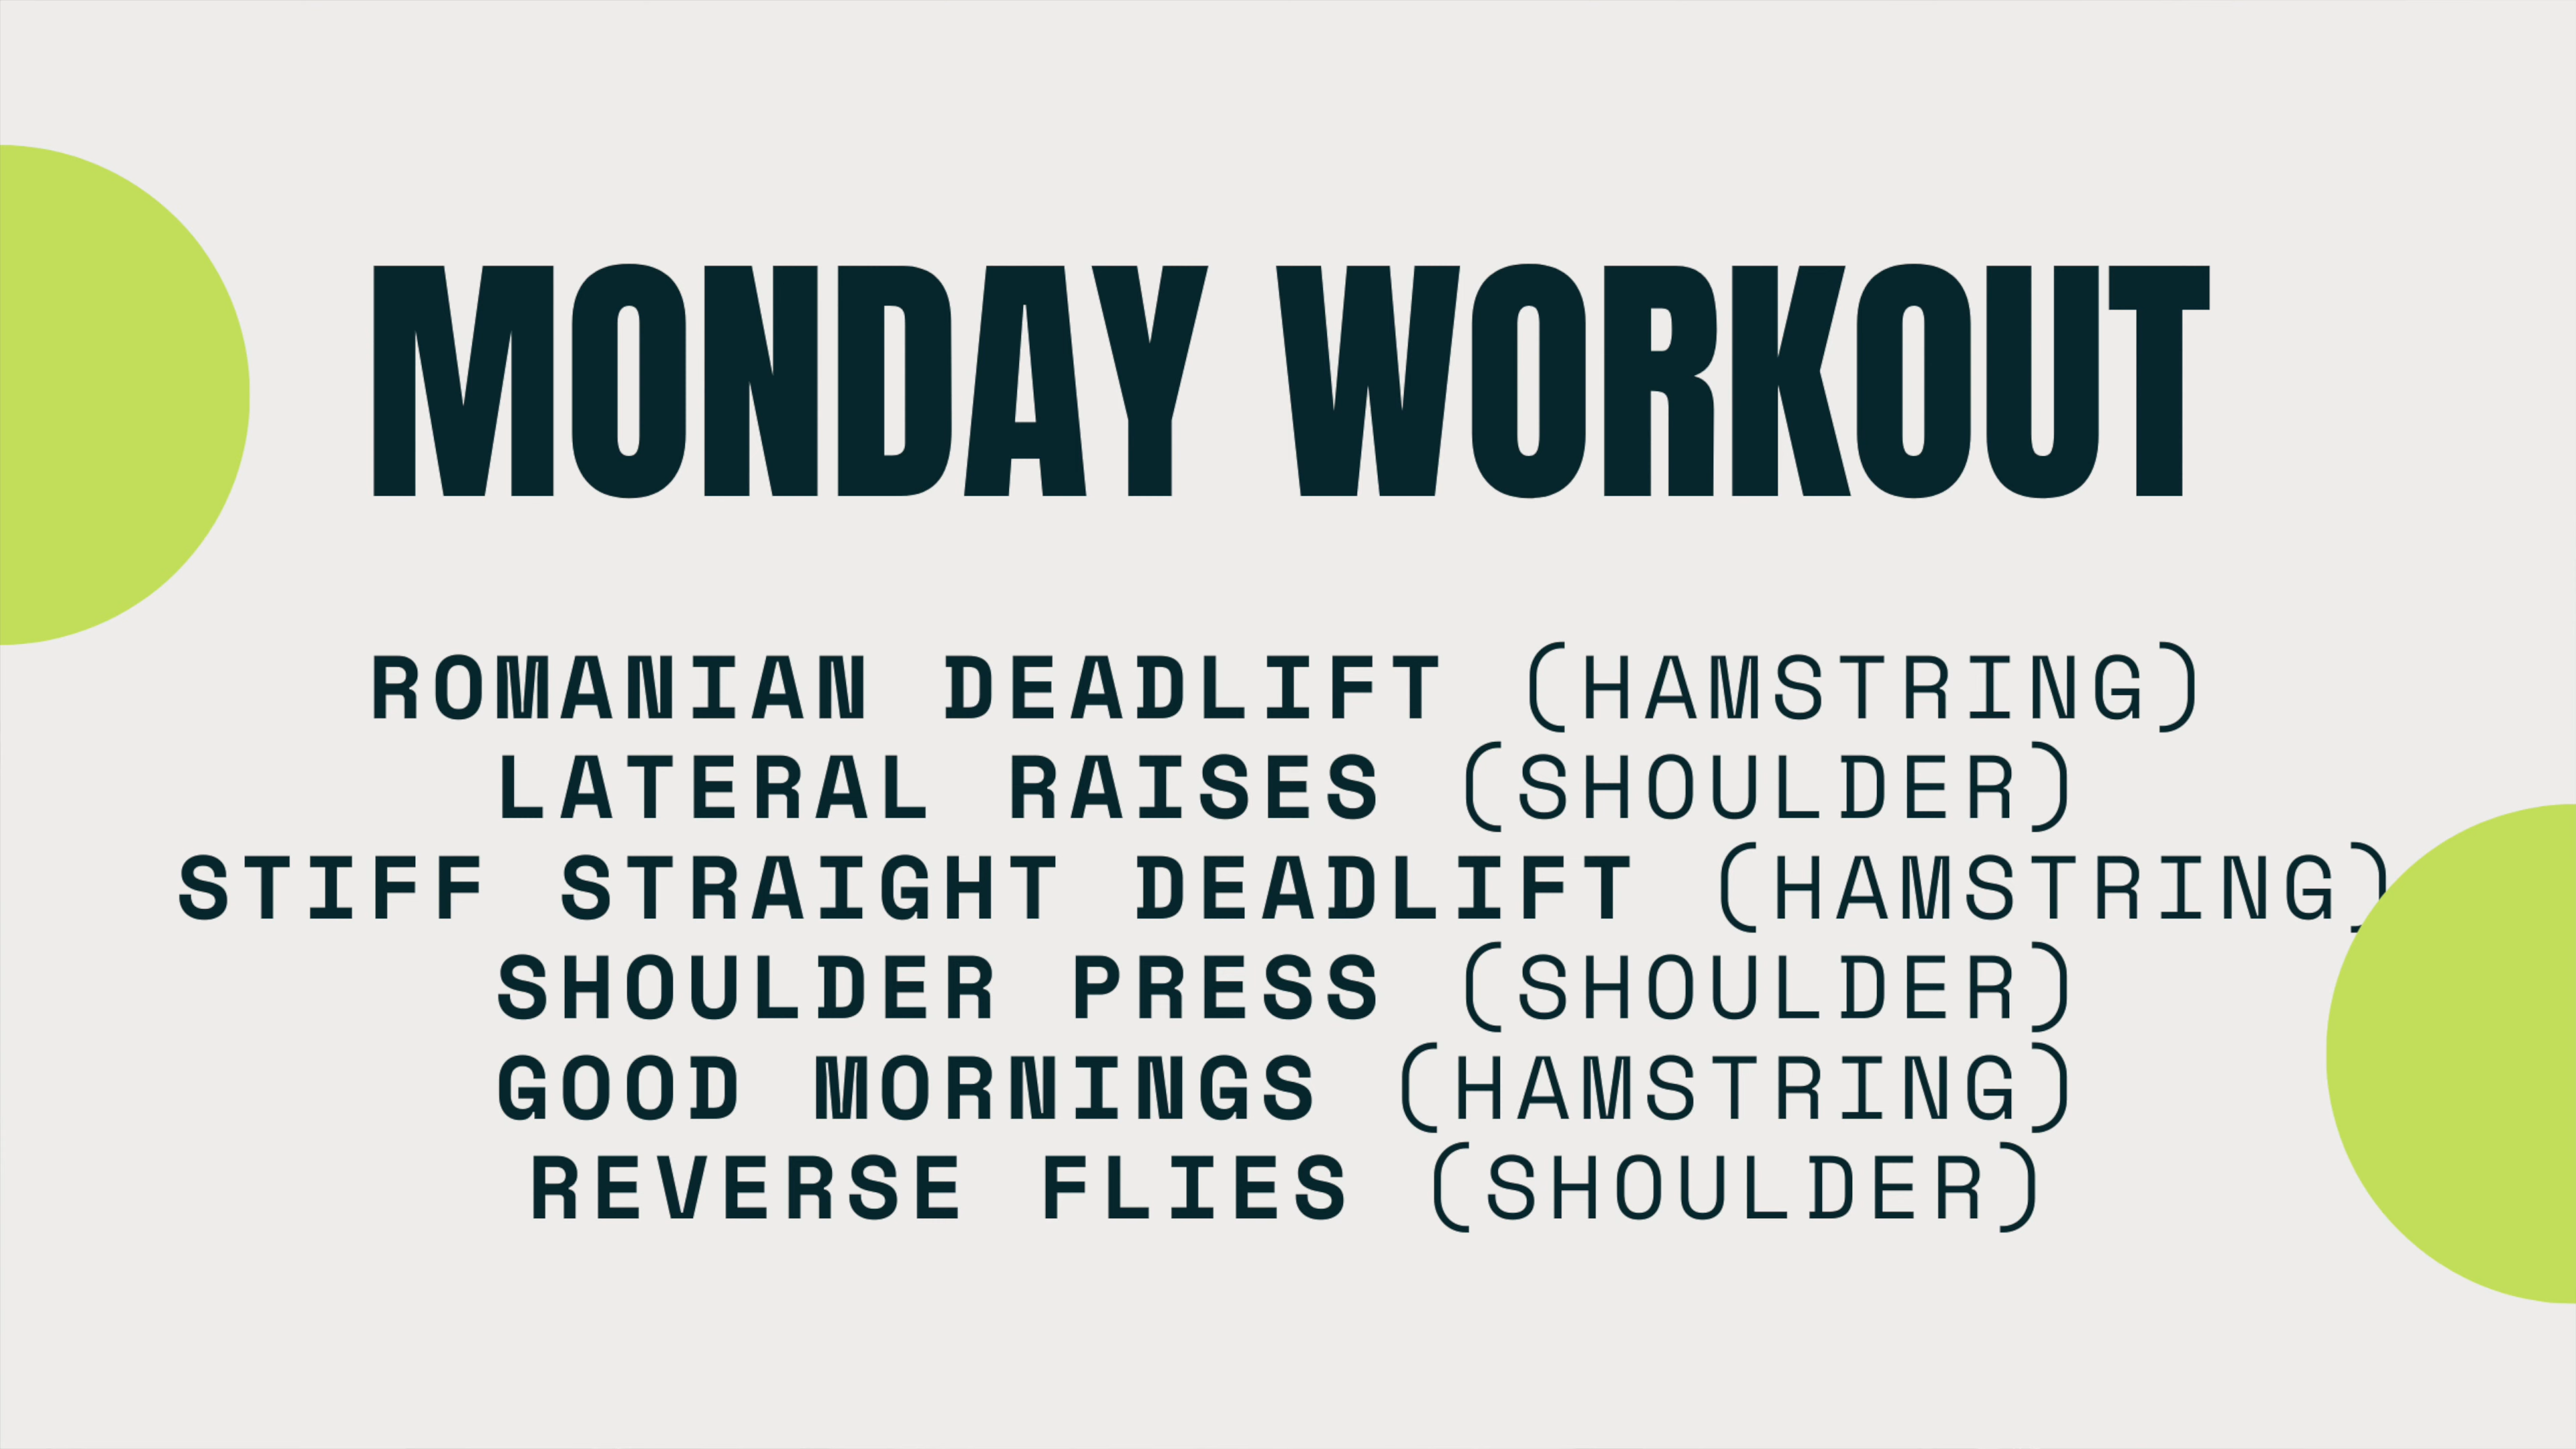 MONDAY WORKOUT
ROMANIAN DEADLIFT (HAMSTRING)
LATERAL RAISES (SHOULDER)
STIFF STRAIGHT DEADLIFT (HAMSTRING)
SHOULDER PRESS (SHOULDER)
GOOD MORNINGS (HAMSTRING)
REVERSE FLIES (SHOULDER)